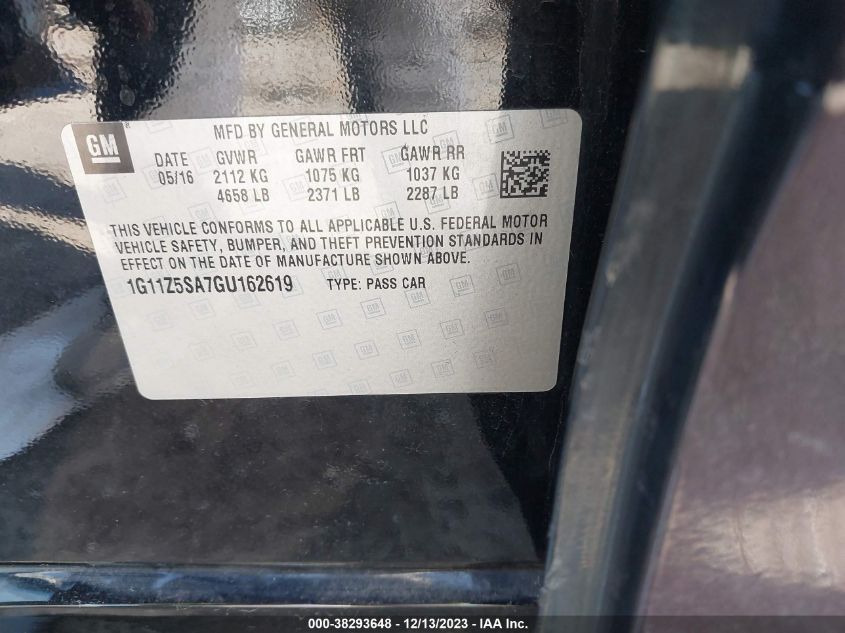 GM
MFD BY GENERAL MOTORS LLC
DATE GVWR GAWR FRT GAWR RR
05/16 2112 KG 1075 KG 1037 KG
4658 LB 2371 LB 2287 LB
THIS VEHICLE CONFORMS TO ALL APPLICABLE U.S. FEDERAL MOTOR
VEHICLE SAFETY, BUMPER, AND THEFT PREVENTION STANDARDS IN
EFFECT ON THE DATE OF MANUFACTURE SHOWN ABOVE.
1G11Z5SA7GU162619 TYPE: PASS CAR
000-38293648 - 12/13/2023 - IAA Inc.